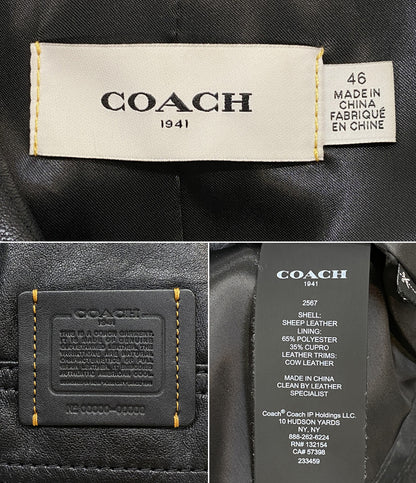 COACH
1941
46
MADE IN
CHINA
FABRIQUÉ
EN CHINE
COACH
1941
THIS IS A COACH GARMENT.
COACH
1941
2567
SHELL:
SHEEP LEATHER
LINING:
65% POLYESTER
35% CUPRO
LEATHER TRIMS:
COW LEATHER
MADE IN CHINA
CLEAN BY LEATHER
SPECIALIST
Coach® Coach IP Holdings LLC.
10 HUDSON YARDS
NY, NY
888-262-6224
RN# 132154
CA# 57398
233459